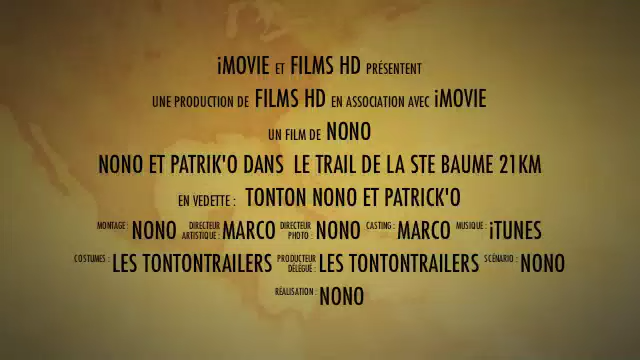 iMOVIE ET FILMS HD PRÉSENTENT
UNE PRODUCTION DE FILMS HD EN ASSOCIATION AVEC iMOVIE
UN FILM DE NONO
NONO ET PATRIK'O DANS LE TRAIL DE LA STE BAUME 21KM
EN VEDETTE : TONTON NONO ET PATRICK'O
MONTAGE : NONO DIRECTEUR ARTISTIQUE : MARCO DIRECTEUR PHOTO : NONO CASTING : MARCO MUSIQUE : iTUNES
COSTUMES : LES TONTONTRAILERS PRODUCTEUR DÉLÉGUÉ : LES TONTONTRAILERS SCÉNARIO : NONO
RÉALISATION : NONO